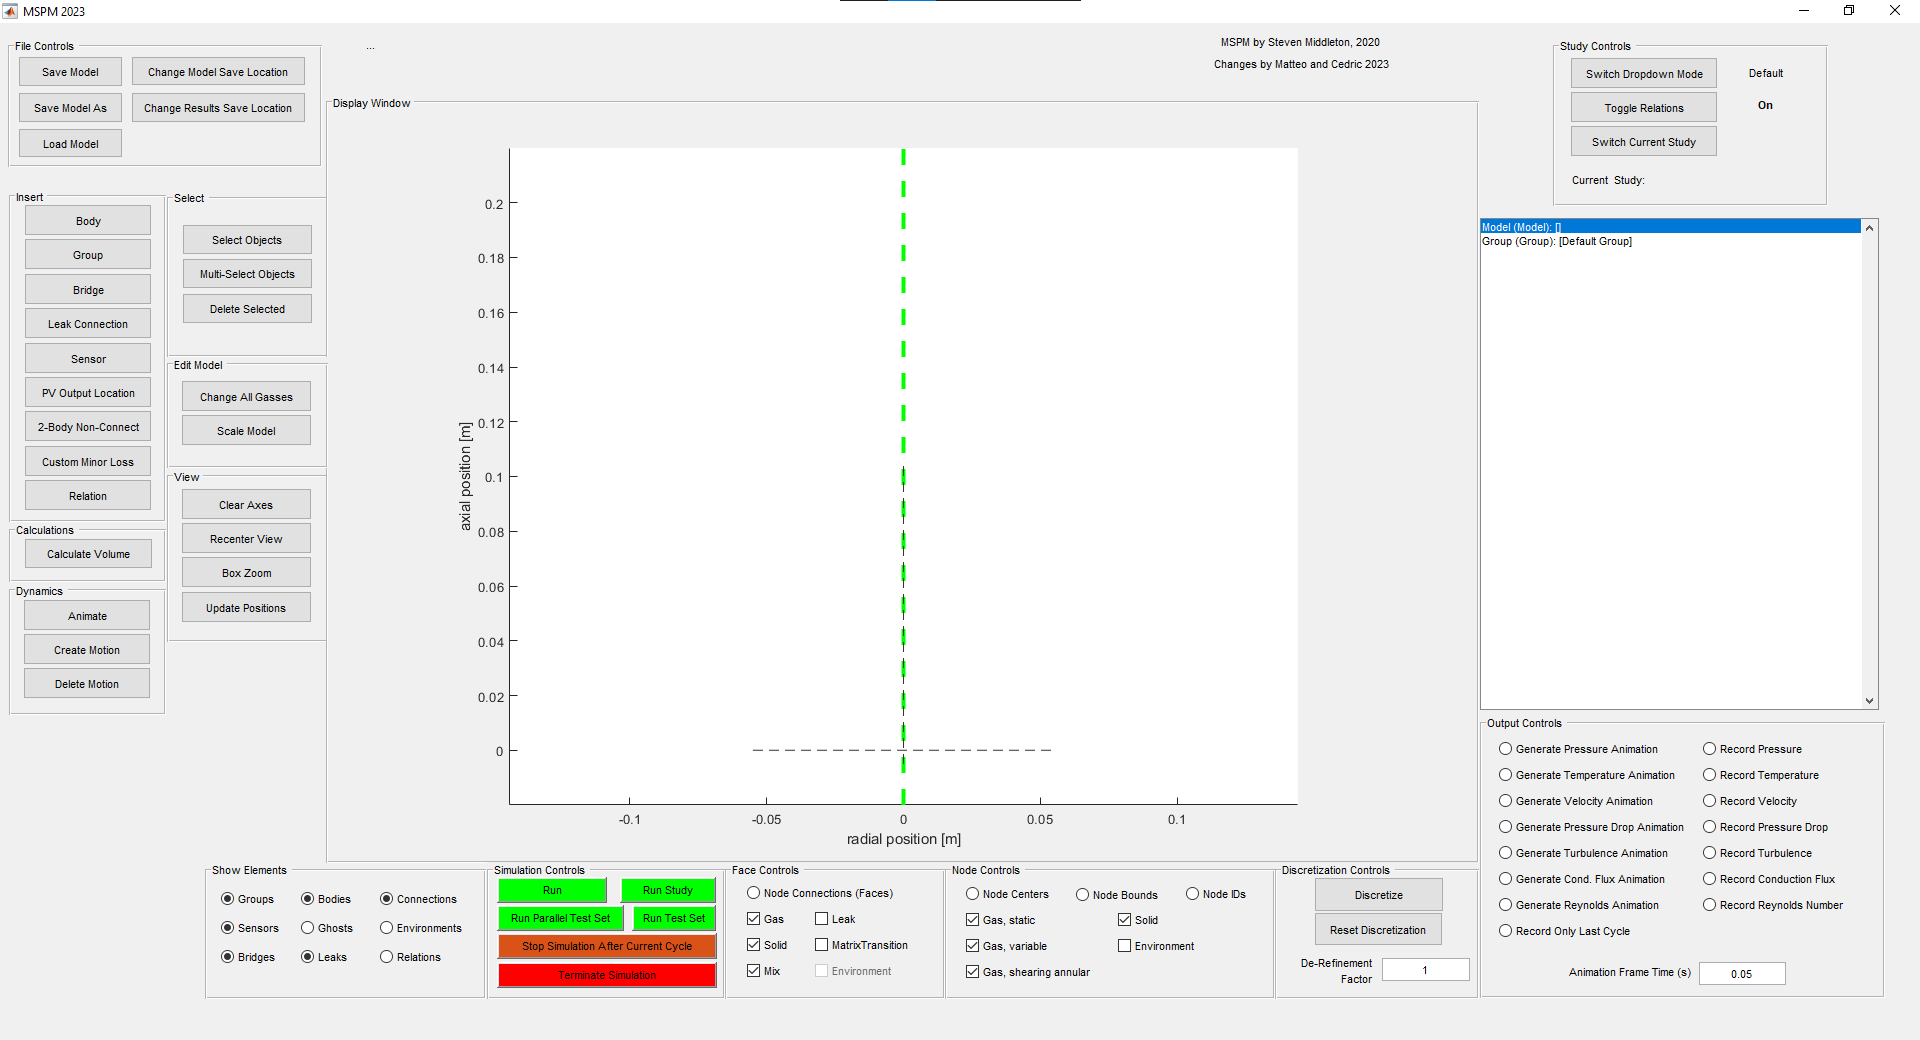 MSPM 2023
File Controls
Save Model
Change Model Save Location
Save Model As
Change Results Save Location
Load Model
...
MSPM by Steven Middleton, 2020
Changes by Matteo and Cedric 2023
Study Controls
Switch Dropdown Mode
Default
Toggle Relations
On
Switch Current Study
Current Study:
Insert
Body
Group
Bridge
Leak Connection
Sensor
PV Output Location
2-Body Non-Connect
Custom Minor Loss
Relation
Calculations
Calculate Volume
Dynamics
Animate
Create Motion
Delete Motion
Select
Select Objects
Multi-Select Objects
Delete Selected
Edit Model
Change All Gasses
Scale Model
View
Clear Axes
Recenter View
Box Zoom
Update Positions
Display Window
axial position [m]
0.2
0.18
0.16
0.14
0.12
0.1
0.08
0.06
0.04
0.02
0
-0.1
-0.05
0
0.05
0.1
radial position [m]
Model (Model): []
Group (Group): [Default Group]
Output Controls
Generate Pressure Animation
Record Pressure
Generate Temperature Animation
Record Temperature
Generate Velocity Animation
Record Velocity
Generate Pressure Drop Animation
Record Pressure Drop
Generate Turbulence Animation
Record Turbulence
Generate Cond. Flux Animation
Record Conduction Flux
Generate Reynolds Animation
Record Reynolds Number
Record Only Last Cycle
Animation Frame Time (s)
0.05
Show Elements
Groups
Bodies
Connections
Sensors
Ghosts
Environments
Bridges
Leaks
Relations
Simulation Controls
Run
Run Study
Run Parallel Test Set
Run Test Set
Stop Simulation After Current Cycle
Terminate Simulation
Face Controls
Node Connections (Faces)
Gas
Leak
Solid
MatrixTransition
Mix
Environment
Node Controls
Node Centers
Node Bounds
Node IDs
Gas, static
Solid
Gas, variable
Environment
Gas, shearing annular
Discretization Controls
Discretize
Reset Discretization
De-Refinement
Factor
1